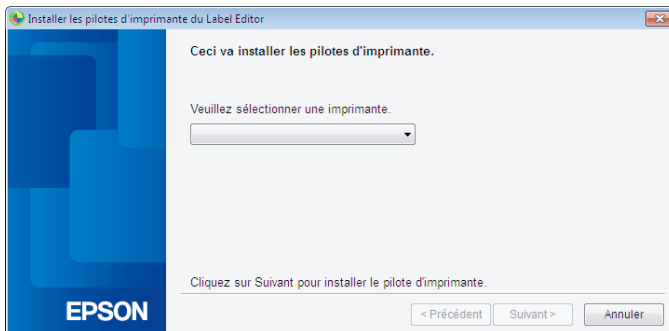 Installer les pilotes d'imprimante du Label Editor
Ceci va installer les pilotes d'imprimante.
Veuillez sélectionner une imprimante.
Cliquez sur Suivant pour installer le pilote d'imprimante.
EPSON
< Précédent
Suivant >
Annuler